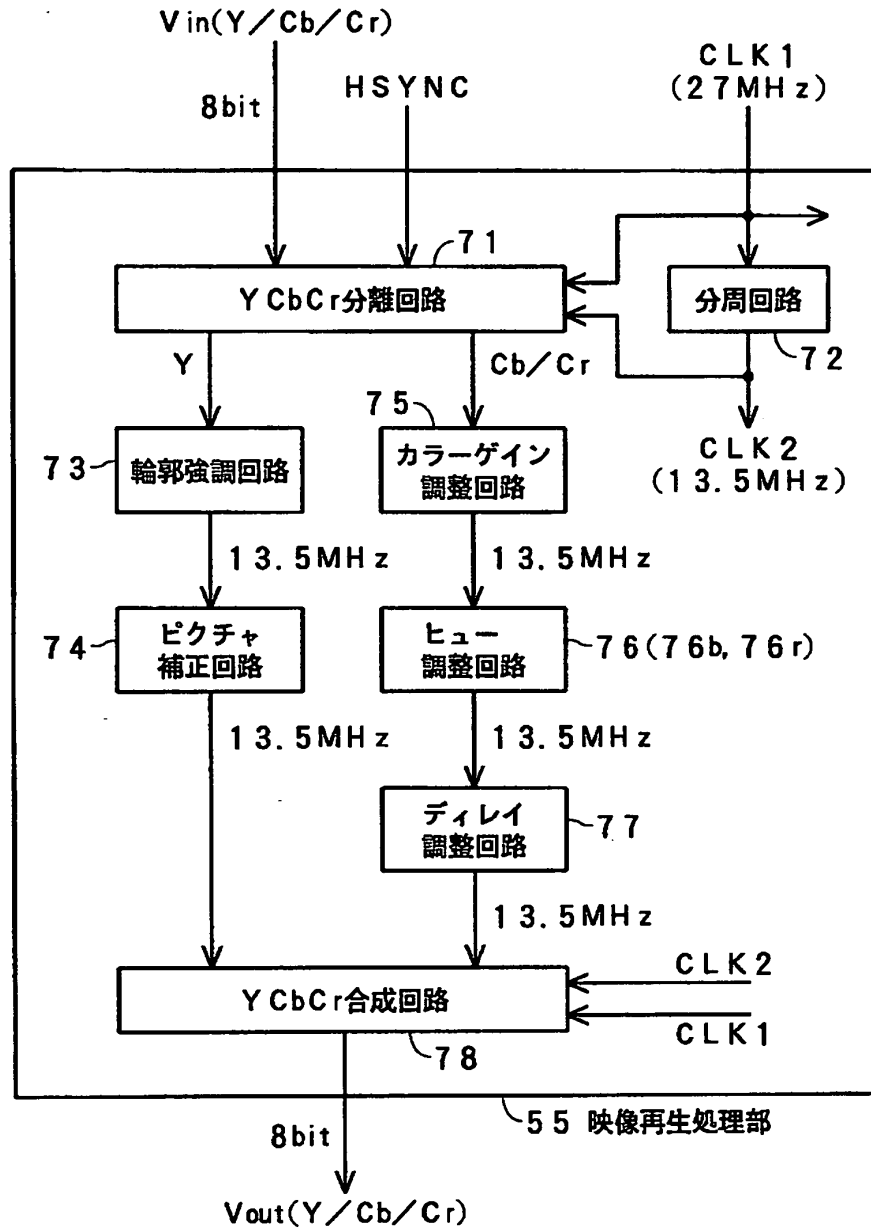 Vin(Y/Cb/Cr)
8bit
HSYNC
CLK1
(27MHz)
71
YCbCr分離回路
分周回路
72
Y
Cb/Cr
CLK2
(13.5MHz)
73
輪郭強調回路
75
カラーゲイン
調整回路
13.5MHz
13.5MHz
74
ピクチャ
補正回路
ヒュー
調整回路
76(76b,76r)
13.5MHz
13.5MHz
ディレイ
調整回路
77
13.5MHz
YCbCr合成回路
CLK2
CLK1
78
55 映像再生処理部
8bit
Vout(Y/Cb/Cr)